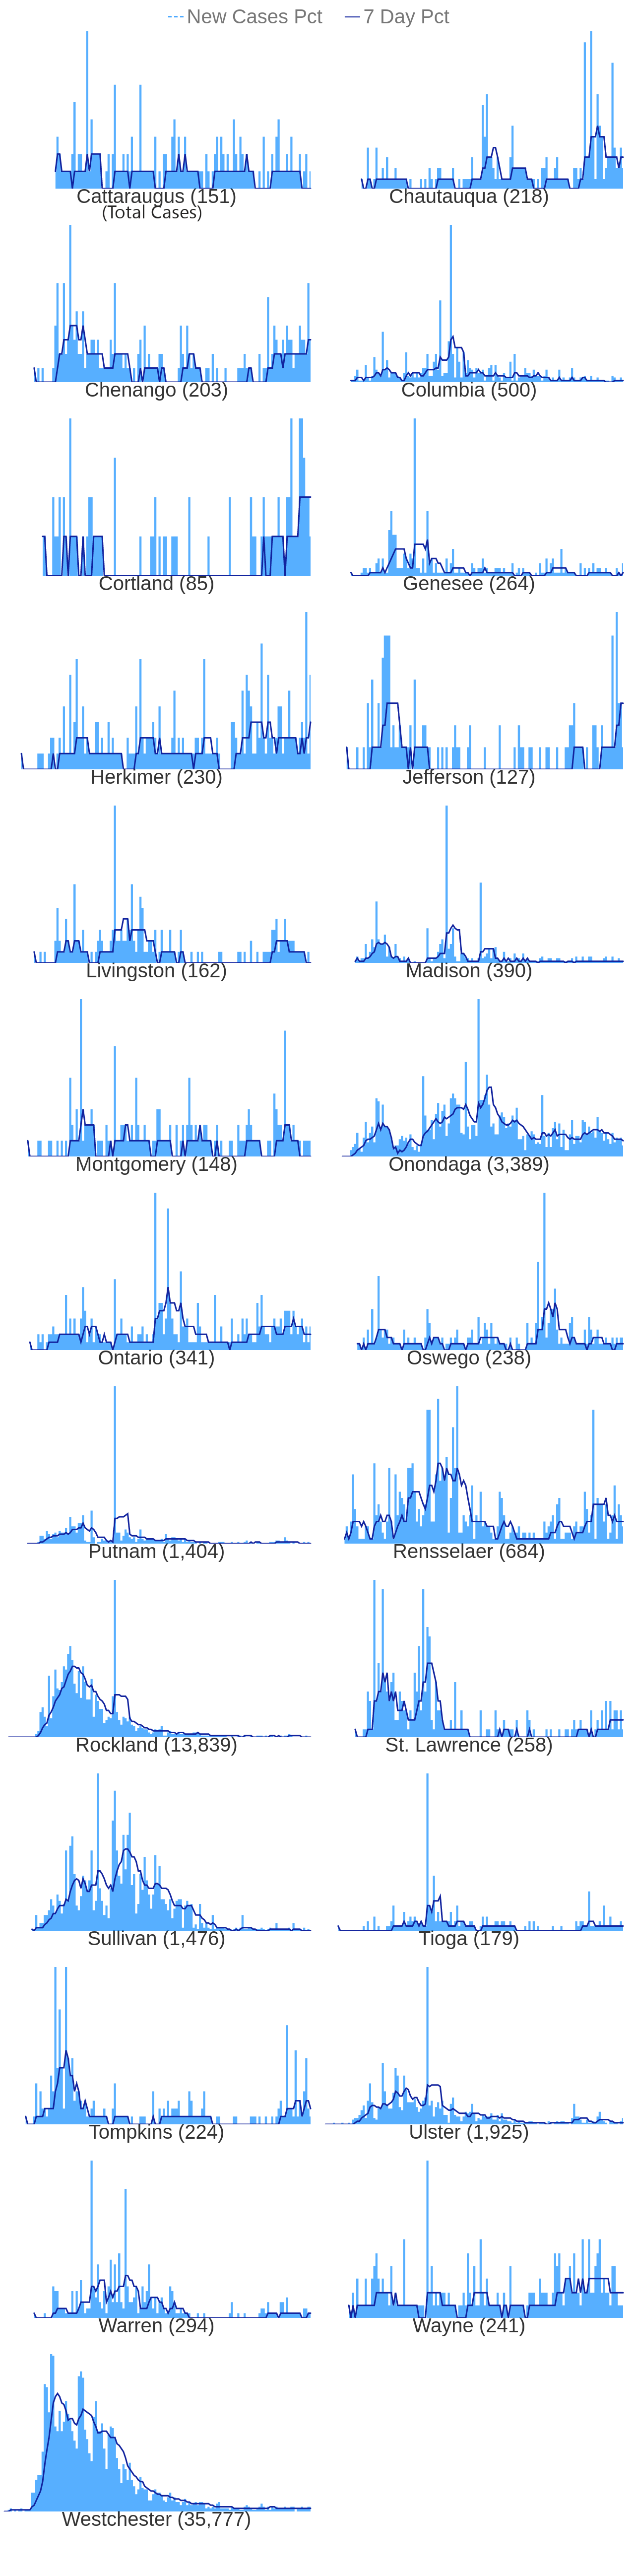 New Cases Pct 7 Day Pct
Cattaraugus (151) Chautauqua (218)
(Total Cases)
Chenango (203) Columbia (500)
Cortland (85) Genesee (264)
Herkimer (230) Jefferson (127)
Livingston (162) Madison (390)
Montgomery (148) Onondaga (3,389)
Ontario (341) Oswego (238)
Putnam (1,404) Rensselaer (684)
Rockland (13,839) St. Lawrence (258)
Sullivan (1,476) Tioga (179)
Tompkins (224) Ulster (1,925)
Warren (294) Wayne (241)
Westchester (35,777)